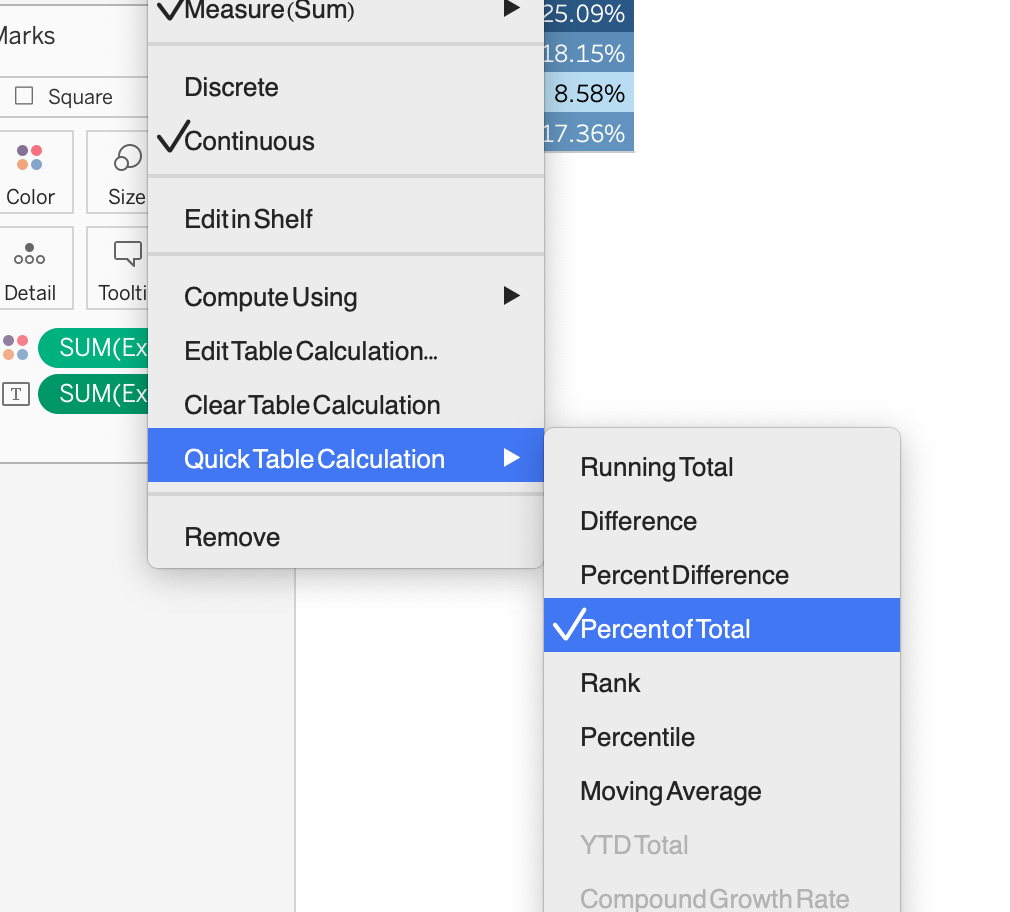 Measure (Sum)
25.09%
Marks
18.15%
Discrete
Square
8.58%
Continuous
17.36%
Color
Size
Edit in Shelf
Detail
Toolti
Compute Using
SUM(Ex
Edit Table Calculation...
SUM(Ex
T
Clear Table Calculation
Quick Table Calculation
Remove
Running Total
Difference
Percent Difference
Percent of Total
Rank
Percentile
Moving Average
YTD Total
Compound Growth Rate